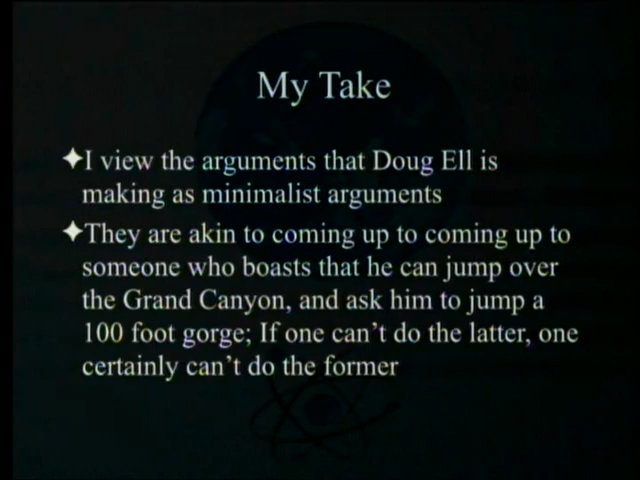 My Take
✦I view the arguments that Doug Ell is
making as minimalist arguments
✦They are akin to coming up to coming up to
someone who boasts that he can jump over
the Grand Canyon, and ask him to jump a
100 foot gorge; If one can’t do the latter, one
certainly can’t do the former